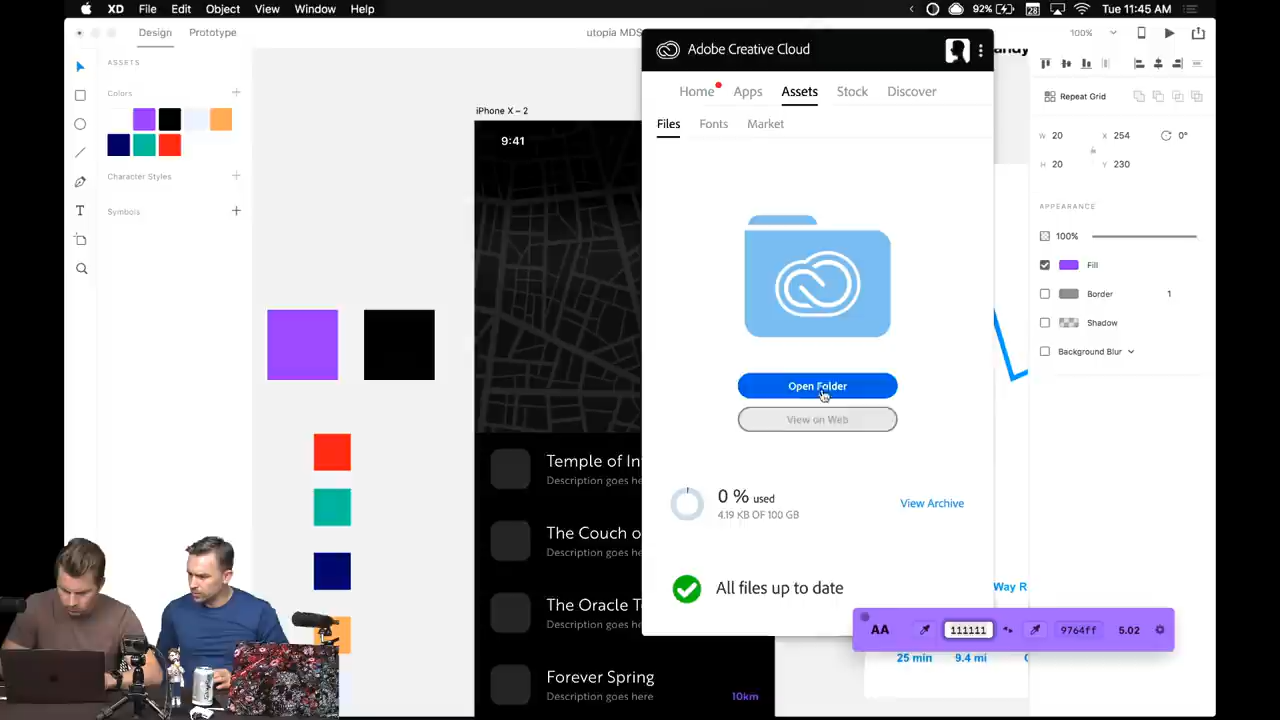 XD File Edit Object View Window Help
92% 28 Tue 11:45 AM
Design Prototype
utopia MDS
100%
ASSETS
Colors
Character Styles
Symbols
iPhone X – 2
9:41
Temple of In
Description goes he
The Couch o
Description goes he
The Oracle T
Description goes he
Forever Spring
Description goes here
10km
Adobe Creative Cloud
Home Apps Assets Stock Discover
Files Fonts Market
Open Folder
View on Web
0 % used
4.19 KB OF 100 GB
View Archive
All files up to date
AA 111111 9764ff 5.02
Way R
25 min 9.4 mi
Repeat Grid
W 20 X 254 0°
H 20 Y 230
APPEARANCE
100%
Fill
Border 1
Shadow
Background Blur